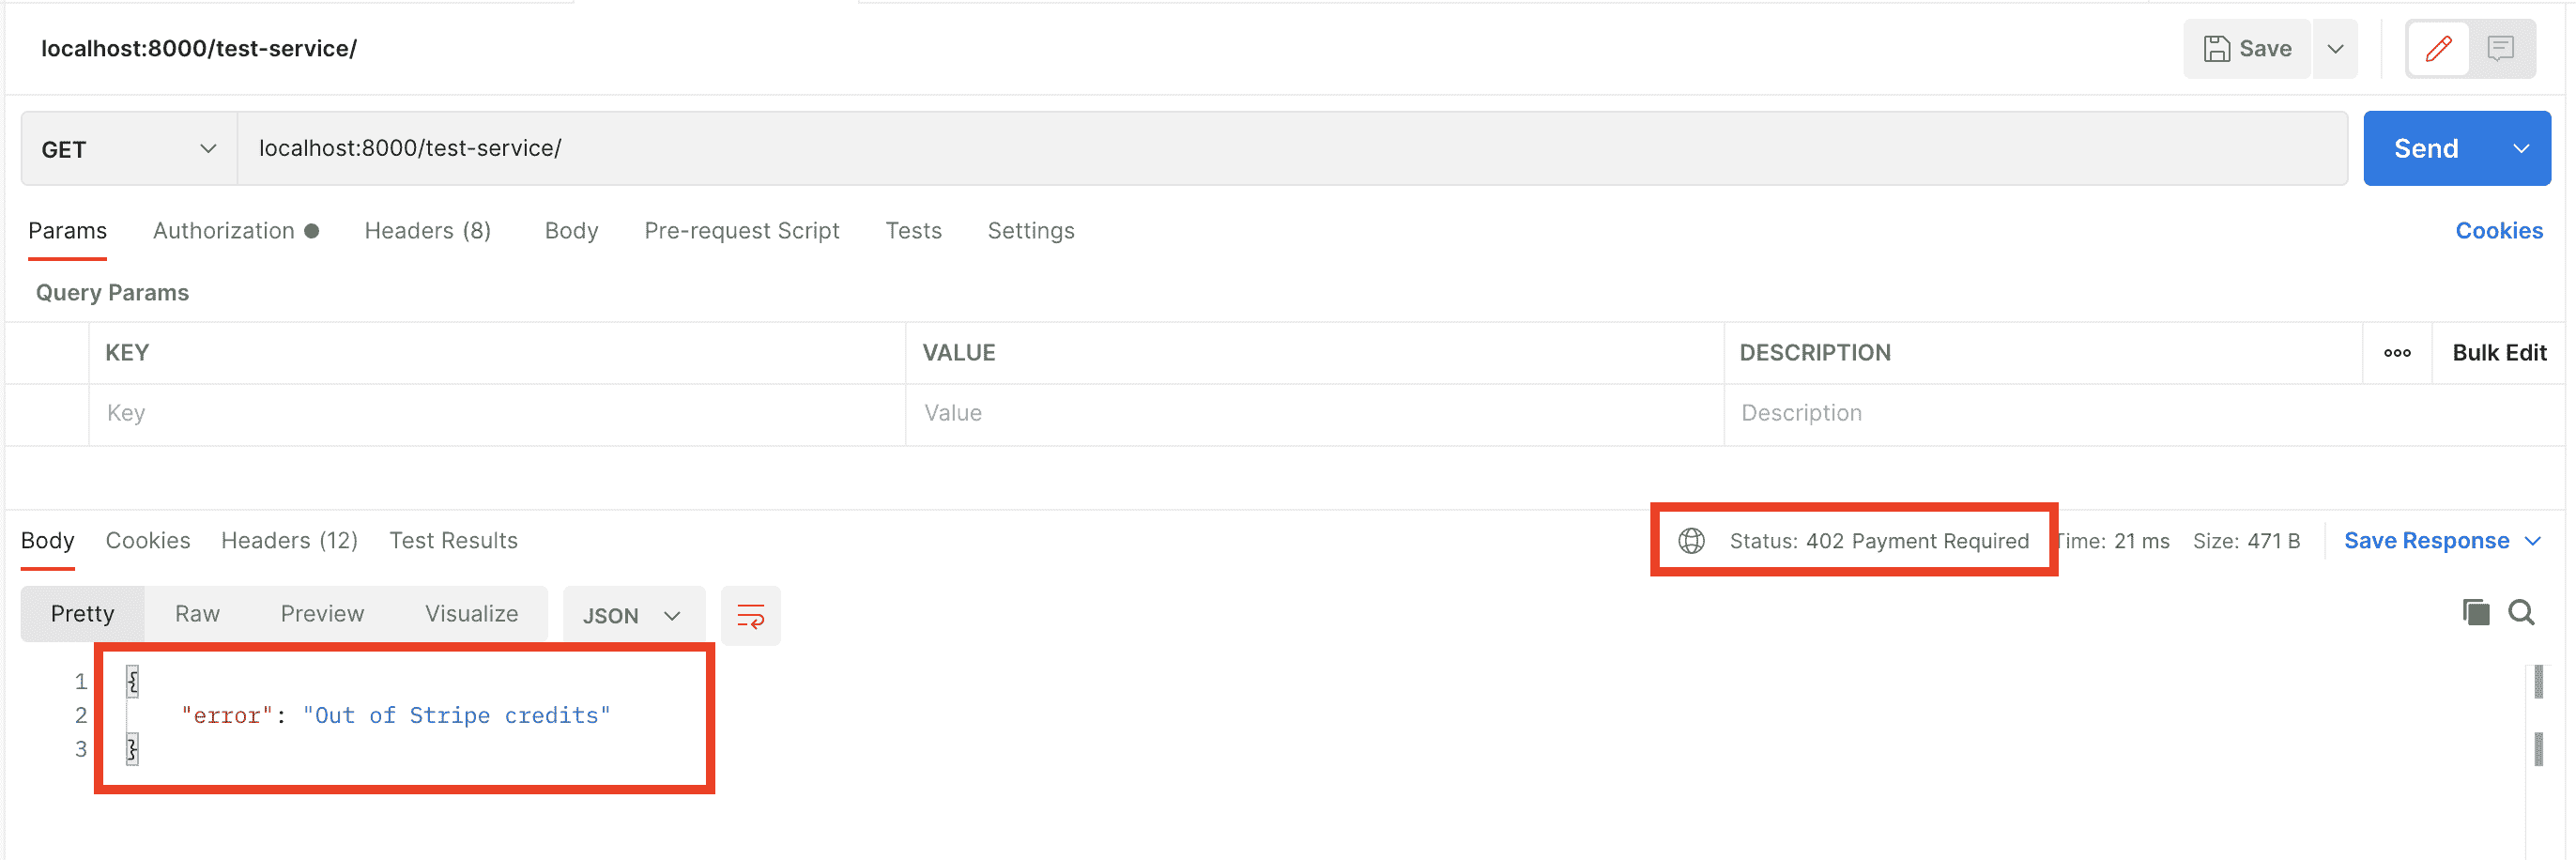 localhost:8000/test-service/
Save
GET
localhost:8000/test-service/
Send
Params Authorization Headers (8) Body Pre-request Script Tests Settings Cookies
Query Params
KEY VALUE DESCRIPTION ooo Bulk Edit
Key Value Description
Body Cookies Headers (12) Test Results Status: 402 Payment Required Time: 21 ms Size: 471 B Save Response
Pretty Raw Preview Visualize JSON
1 {
2 "error": "Out of Stripe credits"
3 }